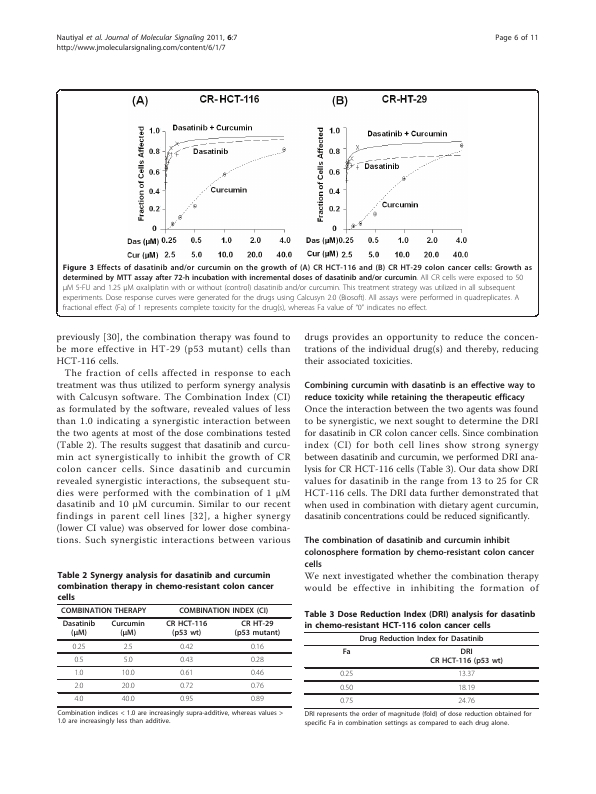 Nautiyal et al. Journal of Molecular Signaling 2011, 6:7
http://www.jmolecularsignaling.com/content/6/1/7
Page 6 of 11
(A) CR- HCT-116
(B) CR-HT-29
Fraction of Cells Affected
1.0
0.8
0.6
0.4
0.2
0
Dasatinib + Curcumin
Dasatinib
Curcumin
Das (µM) 0.25 0.5 1.0 2.0 4.0
Cur (µM) 2.5 5.0 10.0 20.0 40.0
Fraction of Cells Affected
1.0
0.8
0.6
0.4
0.2
0
Dasatinib + Curcumin
Dasatinib
Curcumin
Das (µM) 0.25 0.5 1.0 2.0 4.0
Cur (µM) 2.5 5.0 10.0 20.0 40.0
Figure 3 Effects of dasatinib and/or curcumin on the growth of (A) CR HCT-116 and (B) CR HT-29 colon cancer cells: Growth as
determined by MTT assay after 72-h incubation with incremental doses of dasatinib and/or curcumin. All CR cells were exposed to 50
µM 5-FU and 1.25 µM oxaliplatin with or without (control) dasatinib and/or curcumin. This treatment strategy was utilized in all subsequent
experiments. Dose response curves were generated for the drugs using Calcusyn 2.0 (Biosoft). All assays were performed in quadreplicates. A
fractional effect (Fa) of 1 represents complete toxicity for the drug(s), whereas Fa value of "0" indicates no effect.
previously [30], the combination therapy was found to
be more effective in HT-29 (p53 mutant) cells than
HCT-116 cells.
The fraction of cells affected in response to each
treatment was thus utilized to perform synergy analysis
with Calcusyn software. The Combination Index (CI)
as formulated by the software, revealed values of less
than 1.0 indicating a synergistic interaction between
the two agents at most of the dose combinations tested
(Table 2). The results suggest that dasatinib and curcu-
min act synergistically to inhibit the growth of CR
colon cancer cells. Since dasatinib and curcumin
revealed synergistic interactions, the subsequent stu-
dies were performed with the combination of 1 µM
dasatinib and 10 µM curcumin. Similar to our recent
findings in parent cell lines [32], a higher synergy
(lower CI value) was observed for lower dose combina-
tions. Such synergistic interactions between various
Table 2 Synergy analysis for dasatinib and curcumin
combination therapy in chemo-resistant colon cancer
cells
COMBINATION THERAPY COMBINATION INDEX (CI)
Dasatinib Curcumin CR HCT-116 CR HT-29
(µM) (µM) (p53 wt) (p53 mutant)
0.25 2.5 0.42 0.16
0.5 5.0 0.43 0.28
1.0 10.0 0.61 0.46
2.0 20.0 0.72 0.76
4.0 40.0 0.95 0.89
Combination indices < 1.0 are increasingly supra-additive, whereas values >
1.0 are increasingly less than additive.
drugs provides an opportunity to reduce the concen-
trations of the individual drug(s) and thereby, reducing
their associated toxicities.
Combining curcumin with dasatinib is an effective way to
reduce toxicity while retaining the therapeutic efficacy
Once the interaction between the two agents was found
to be synergistic, we next sought to determine the DRI
for dasatinib in CR colon cancer cells. Since combination
index (CI) for both cell lines show strong synergy
between dasatinib and curcumin, we performed DRI ana-
lysis for CR HCT-116 cells (Table 3). Our data show DRI
values for dasatinib in the range from 13 to 25 for CR
HCT-116 cells. The DRI data further demonstrated that
when used in combination with dietary agent curcumin,
dasatinib concentrations could be reduced significantly.
The combination of dasatinib and curcumin inhibit
colonosphere formation by chemo-resistant colon cancer
cells
We next investigated whether the combination therapy
would be effective in inhibiting the formation of
Table 3 Dose Reduction Index (DRI) analysis for dasatinb
in chemo-resistant HCT-116 colon cancer cells
Drug Reduction Index for Dasatinib
Fa DRI
CR HCT-116 (p53 wt)
0.25 13.37
0.50 18.19
0.75 24.76
DRI represents the order of magnitude (fold) of dose reduction obtained for
specific Fa in combination settings as compared to each drug alone.